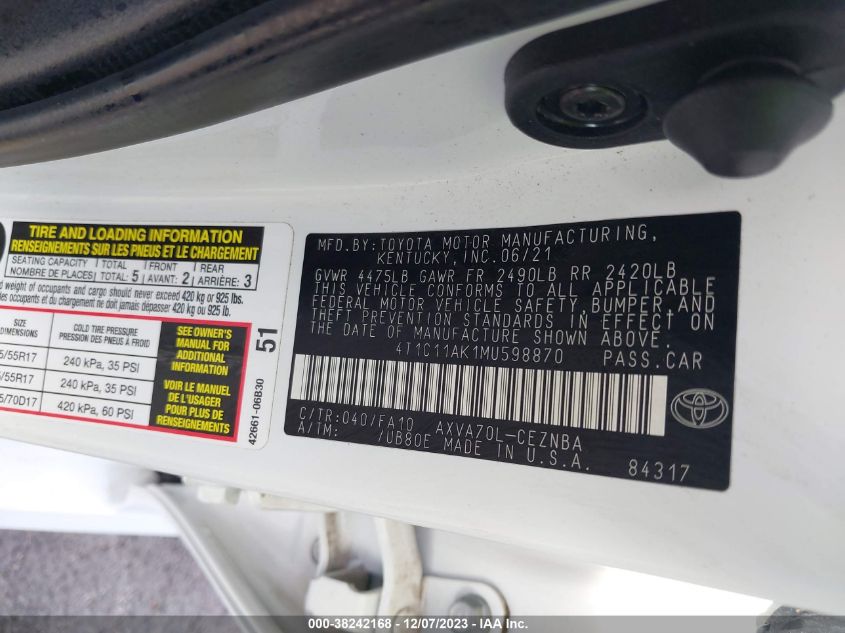 TIRE AND LOADING INFORMATION
RENSEIGNEMENTS SUR LES PNEUS ET LE CHARGEMENT
SEATING CAPACITY TOTAL FRONT REAR
NOMBRE DE PLACES: TOTAL: 5 AVANT: 2 ARRIÈRE: 3
weight of occupants and cargo should never exceed 420 kg or 925 lbs.
des occupants et du chargement ne doit jamais dépasser 420 kg ou 925 lb.
SIZE COLD TIRE PRESSURE
DIMENSIONS PRESSION DES PNEUS À FROID
5/55R17 240 kPa, 35 PSI
/55R17 240 kPa, 35 PSI
5/70D17 420 kPa, 60 PSI
SEE OWNER'S
MANUAL FOR
ADDITIONAL
INFORMATION
VOIR LE MANUEL
DE L'USAGER
POUR PLUS DE
RENSEIGNEMENTS
42661-06B30
51
MFD.BY:TOYOTA MOTOR MANUFACTURING,
KENTUCKY, INC.06/21
GVWR 4475LB GAWR FR 2490LB RR 2420LB
THIS VEHICLE CONFORMS TO ALL APPLICABLE
FEDERAL MOTOR VEHICLE SAFETY,BUMPER,AND
THEFT PREVENTION STANDARDS IN EFFECT ON
THE DATE OF MANUFACTURE SHOWN ABOVE.
4T1C11AK1MU598870 PASS.CAR
C/TR:040/FA10 AXVA70L-CEZNBA
A/TM: /UB80E MADE IN U.S.A.
84317
000-38242168 - 12/07/2023 - IAA Inc.